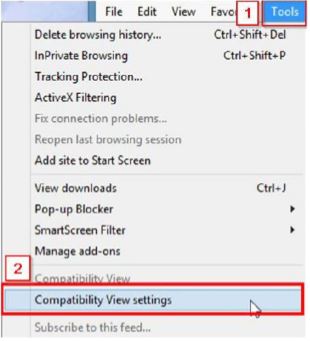 File Edit View Favor 1 Tools
Delete browsing history... Ctrl+Shift+Del
InPrivate Browsing Ctrl+Shift+P
Tracking Protection...
ActiveX Filtering
Fix connection problems...
Reopen last browsing session
Add site to Start Screen
View downloads Ctrl+J
Pop-up Blocker
SmartScreen Filter
Manage add-ons
2
Compatibility View
Compatibility View settings
Subscribe to this feed...